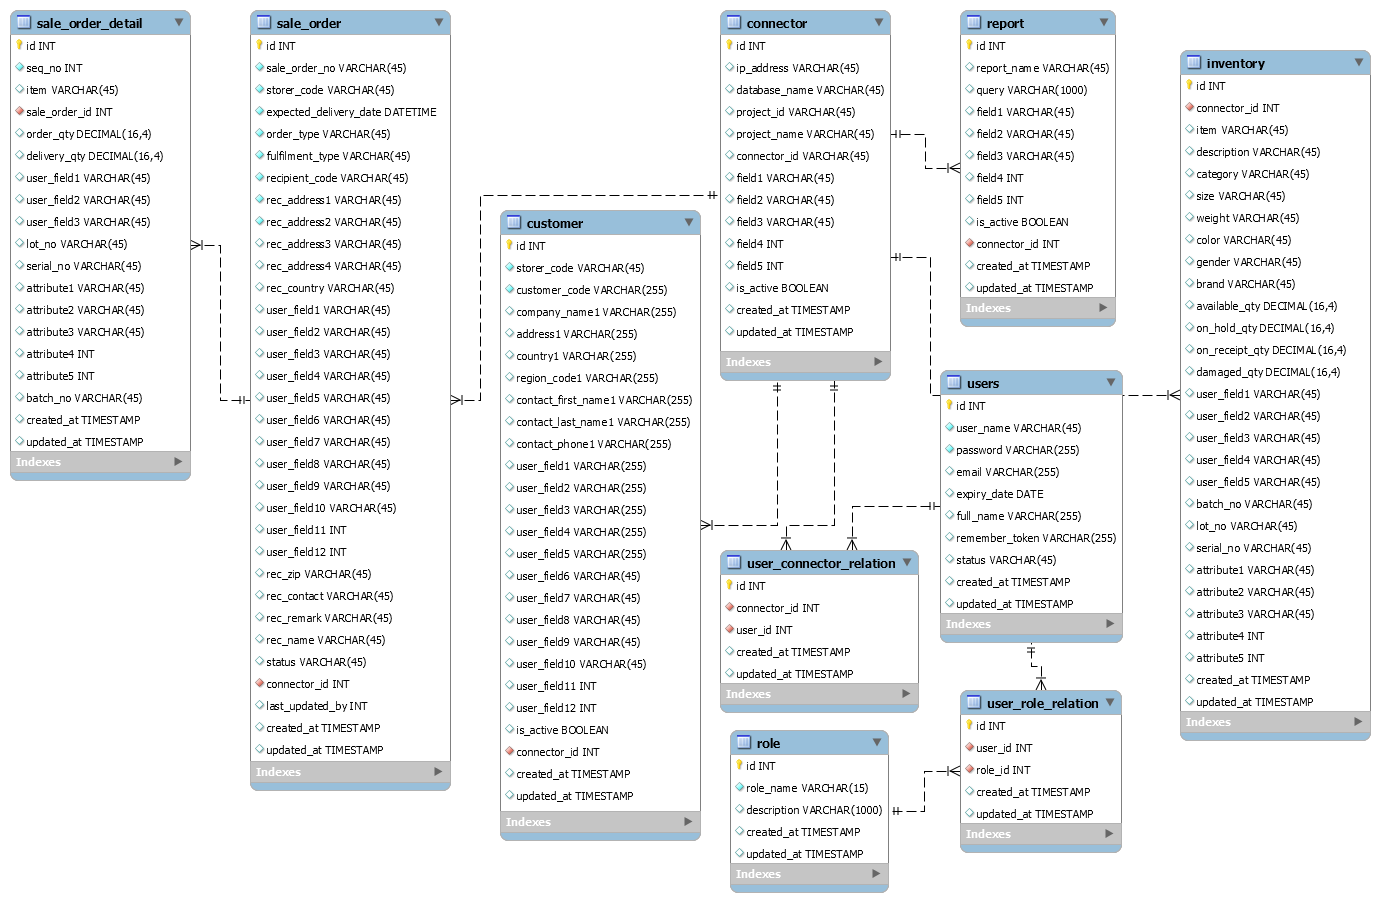 sale_order_detail
id INT
seq_no INT
item VARCHAR(45)
sale_order_id INT
order_qty DECIMAL(16,4)
delivery_qty DECIMAL(16,4)
user_field1 VARCHAR(45)
user_field2 VARCHAR(45)
user_field3 VARCHAR(45)
lot_no VARCHAR(45)
serial_no VARCHAR(45)
attribute1 VARCHAR(45)
attribute2 VARCHAR(45)
attribute3 VARCHAR(45)
attribute4 INT
attribute5 INT
batch_no VARCHAR(45)
created_at TIMESTAMP
updated_at TIMESTAMP
Indexes
sale_order
id INT
sale_order_no VARCHAR(45)
storer_code VARCHAR(45)
expected_delivery_date DATETIME
order_type VARCHAR(45)
fulfilment_type VARCHAR(45)
recipient_code VARCHAR(45)
rec_address1 VARCHAR(45)
rec_address2 VARCHAR(45)
rec_address3 VARCHAR(45)
rec_address4 VARCHAR(45)
rec_country VARCHAR(45)
user_field1 VARCHAR(45)
user_field2 VARCHAR(45)
user_field3 VARCHAR(45)
user_field4 VARCHAR(45)
user_field5 VARCHAR(45)
user_field6 VARCHAR(45)
user_field7 VARCHAR(45)
user_field8 VARCHAR(45)
user_field9 VARCHAR(45)
user_field10 VARCHAR(45)
user_field11 INT
user_field12 INT
rec_zip VARCHAR(45)
rec_contact VARCHAR(45)
rec_remark VARCHAR(45)
rec_name VARCHAR(45)
status VARCHAR(45)
connector_id INT
last_updated_by INT
created_at TIMESTAMP
updated_at TIMESTAMP
Indexes
customer
id INT
storer_code VARCHAR(45)
customer_code VARCHAR(255)
company_name1 VARCHAR(255)
address1 VARCHAR(255)
country1 VARCHAR(255)
region_code1 VARCHAR(255)
contact_first_name1 VARCHAR(255)
contact_last_name1 VARCHAR(255)
contact_phone1 VARCHAR(255)
user_field1 VARCHAR(255)
user_field2 VARCHAR(255)
user_field3 VARCHAR(255)
user_field4 VARCHAR(255)
user_field5 VARCHAR(255)
user_field6 VARCHAR(45)
user_field7 VARCHAR(45)
user_field8 VARCHAR(45)
user_field9 VARCHAR(45)
user_field10 VARCHAR(45)
user_field11 INT
user_field12 INT
is_active BOOLEAN
connector_id INT
created_at TIMESTAMP
updated_at TIMESTAMP
Indexes
connector
id INT
ip_address VARCHAR(45)
database_name VARCHAR(45)
project_id VARCHAR(45)
project_name VARCHAR(45)
connector_id VARCHAR(45)
field1 VARCHAR(45)
field2 VARCHAR(45)
field3 VARCHAR(45)
field4 INT
field5 INT
is_active BOOLEAN
created_at TIMESTAMP
updated_at TIMESTAMP
Indexes
report
id INT
report_name VARCHAR(45)
query VARCHAR(1000)
field1 VARCHAR(45)
field2 VARCHAR(45)
field3 VARCHAR(45)
field4 INT
field5 INT
is_active BOOLEAN
connector_id INT
created_at TIMESTAMP
updated_at TIMESTAMP
Indexes
inventory
id INT
connector_id INT
item VARCHAR(45)
description VARCHAR(45)
category VARCHAR(45)
size VARCHAR(45)
weight VARCHAR(45)
color VARCHAR(45)
gender VARCHAR(45)
brand VARCHAR(45)
available_qty DECIMAL(16,4)
on_hold_qty DECIMAL(16,4)
on_receipt_qty DECIMAL(16,4)
damaged_qty DECIMAL(16,4)
user_field1 VARCHAR(45)
user_field2 VARCHAR(45)
user_field3 VARCHAR(45)
user_field4 VARCHAR(45)
user_field5 VARCHAR(45)
batch_no VARCHAR(45)
lot_no VARCHAR(45)
serial_no VARCHAR(45)
attribute1 VARCHAR(45)
attribute2 VARCHAR(45)
attribute3 VARCHAR(45)
attribute4 INT
attribute5 INT
created_at TIMESTAMP
updated_at TIMESTAMP
Indexes
users
id INT
user_name VARCHAR(45)
password VARCHAR(255)
email VARCHAR(255)
expiry_date DATE
full_name VARCHAR(255)
remember_token VARCHAR(255)
status VARCHAR(45)
created_at TIMESTAMP
updated_at TIMESTAMP
Indexes
user_connector_relation
id INT
connector_id INT
user_id INT
created_at TIMESTAMP
updated_at TIMESTAMP
Indexes
user_role_relation
id INT
user_id INT
role_id INT
created_at TIMESTAMP
updated_at TIMESTAMP
Indexes
role
id INT
role_name VARCHAR(15)
description VARCHAR(1000)
created_at TIMESTAMP
updated_at TIMESTAMP
Indexes